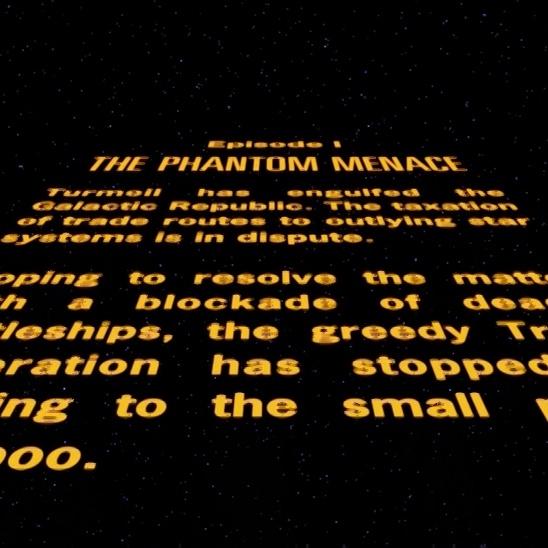 Episode I
THE PHANTOM MENACE
Turmoil has engulfed the
Galactic Republic. The taxation
of trade routes to outlying star
systems is in dispute.
oping to resolve the matte
h a blockade of dea
tleships, the greedy Tr
eration has stopped
ing to the small p
boo.